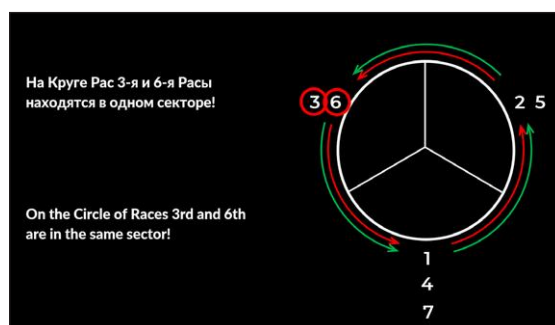 На Круге Рас 3-я и 6-я Расы
находятся в одном секторе!
3 6
2 5
On the Circle of Races 3rd and 6th
are in the same sector!
1
4
7